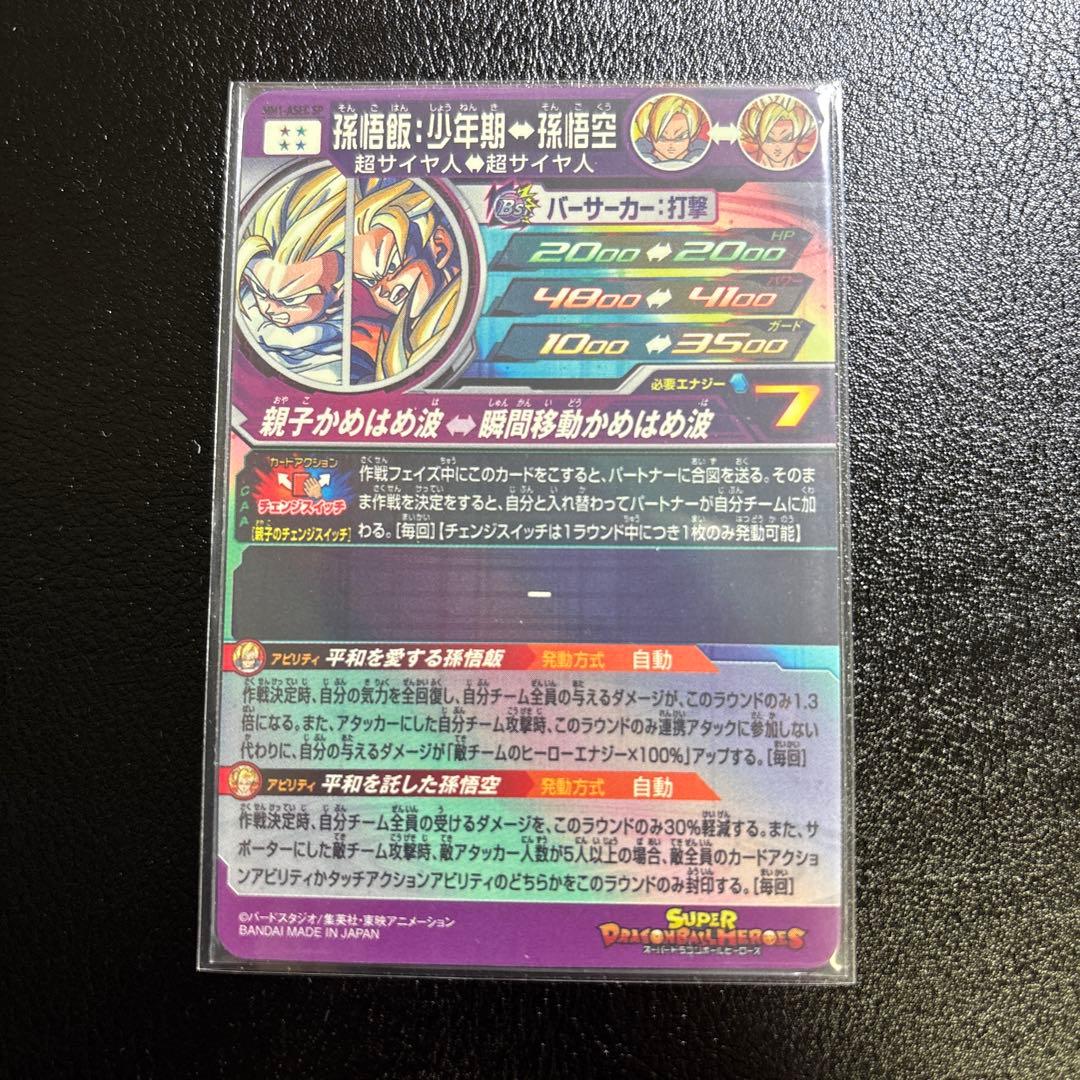 MM1-ASEC SP
孫悟飯：少年期⇔孫悟空
超サイヤ人⇔超サイヤ人
Bs バーサーカー：打撃
HP
2000⇔2000
パワー
4800⇔4100
ガード
1000⇔3500
必要エナジー 7
親子かめはめ波⇔瞬間移動かめはめ波
カードアクション
チェンジスイッチ
[親子のチェンジスイッチ]
作戦フェイズ中にこのカードをこすると、パートナーに合図を送る。そのま
ま作戦を決定をすると、自分と入れ替わってパートナーが自分チームに加
わる。[毎回]【チェンジスイッチは1ラウンド中につき1枚のみ発動可能】
ー
アビリティ 平和を愛する孫悟飯 発動方式 自動
作戦決定時、自分の気力を全回復し、自分チーム全員の与えるダメージが、このラウンドのみ1.3
倍になる。また、アタッカーにした自分チーム攻撃時、このラウンドのみ連携アタックに参加しない
代わりに、自分の与えるダメージが「敵チームのヒーローエナジー×100%」アップする。[毎回]
アビリティ 平和を託した孫悟空 発動方式 自動
作戦決定時、自分チーム全員の受けるダメージを、このラウンドのみ30%軽減する。また、サ
ポーターにした敵チーム攻撃時、敵アタッカー人数が5人以上の場合、敵全員のカードアクショ
ンアビリティかタッチアクションアビリティのどちらかをこのラウンドのみ封印する。[毎回]
©バードスタジオ/集英社・東映アニメーション
BANDAI MADE IN JAPAN
SUPER
DRAGONBALL HEROES
スーパードラゴンボールヒーローズ